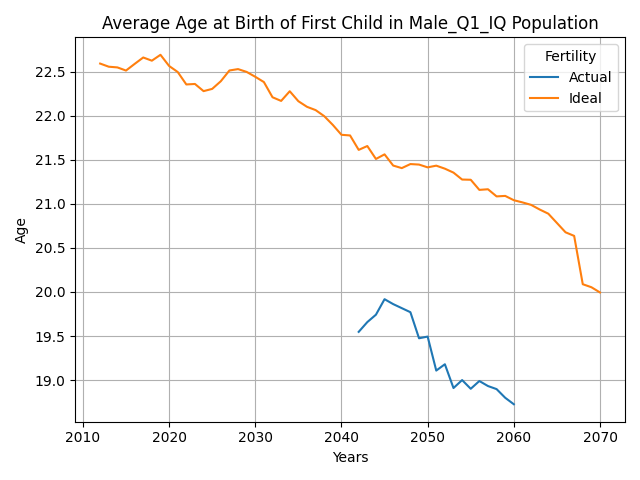 Average Age at Birth of First Child in Male_Q1_IQ Population
Fertility
Actual
Ideal
Age
22.5
22.0
21.5
21.0
20.5
20.0
19.5
19.0
2010
2020
2030
2040
2050
2060
2070
Years